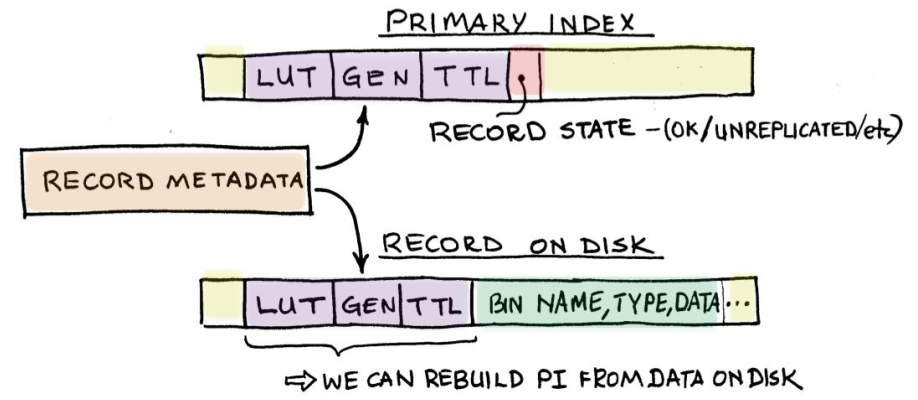 PRIMARY INDEX
LUT GEN TTL
RECORD STATE - (OK/UNREPLICATED/etc)
RECORD METADATA
RECORD ON DISK
LUT GEN TTL BIN NAME, TYPE, DATA ...
⇨ WE CAN REBUILD PI FROM DATA ON DISK